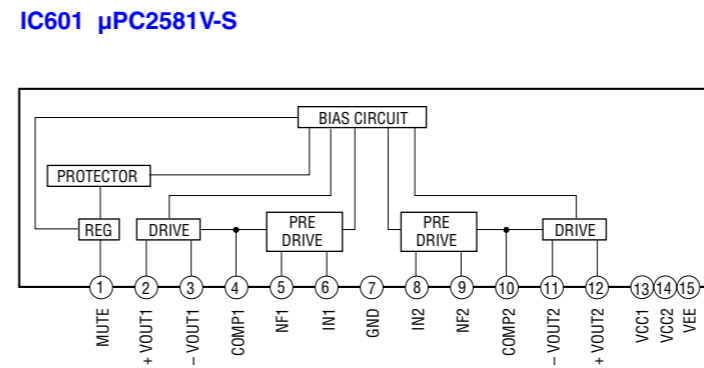 IC601 µPC2581V-S
BIAS CIRCUIT
PROTECTOR
REG
DRIVE
PRE
DRIVE
PRE
DRIVE
DRIVE
1
2
3
4
5
6
7
8
9
10
11
12
13
14
15
MUTE
+ VOUT1
– VOUT1
COMP1
NF1
IN1
GND
IN2
NF2
COMP2
– VOUT2
+ VOUT2
VCC1
VCC2
VEE